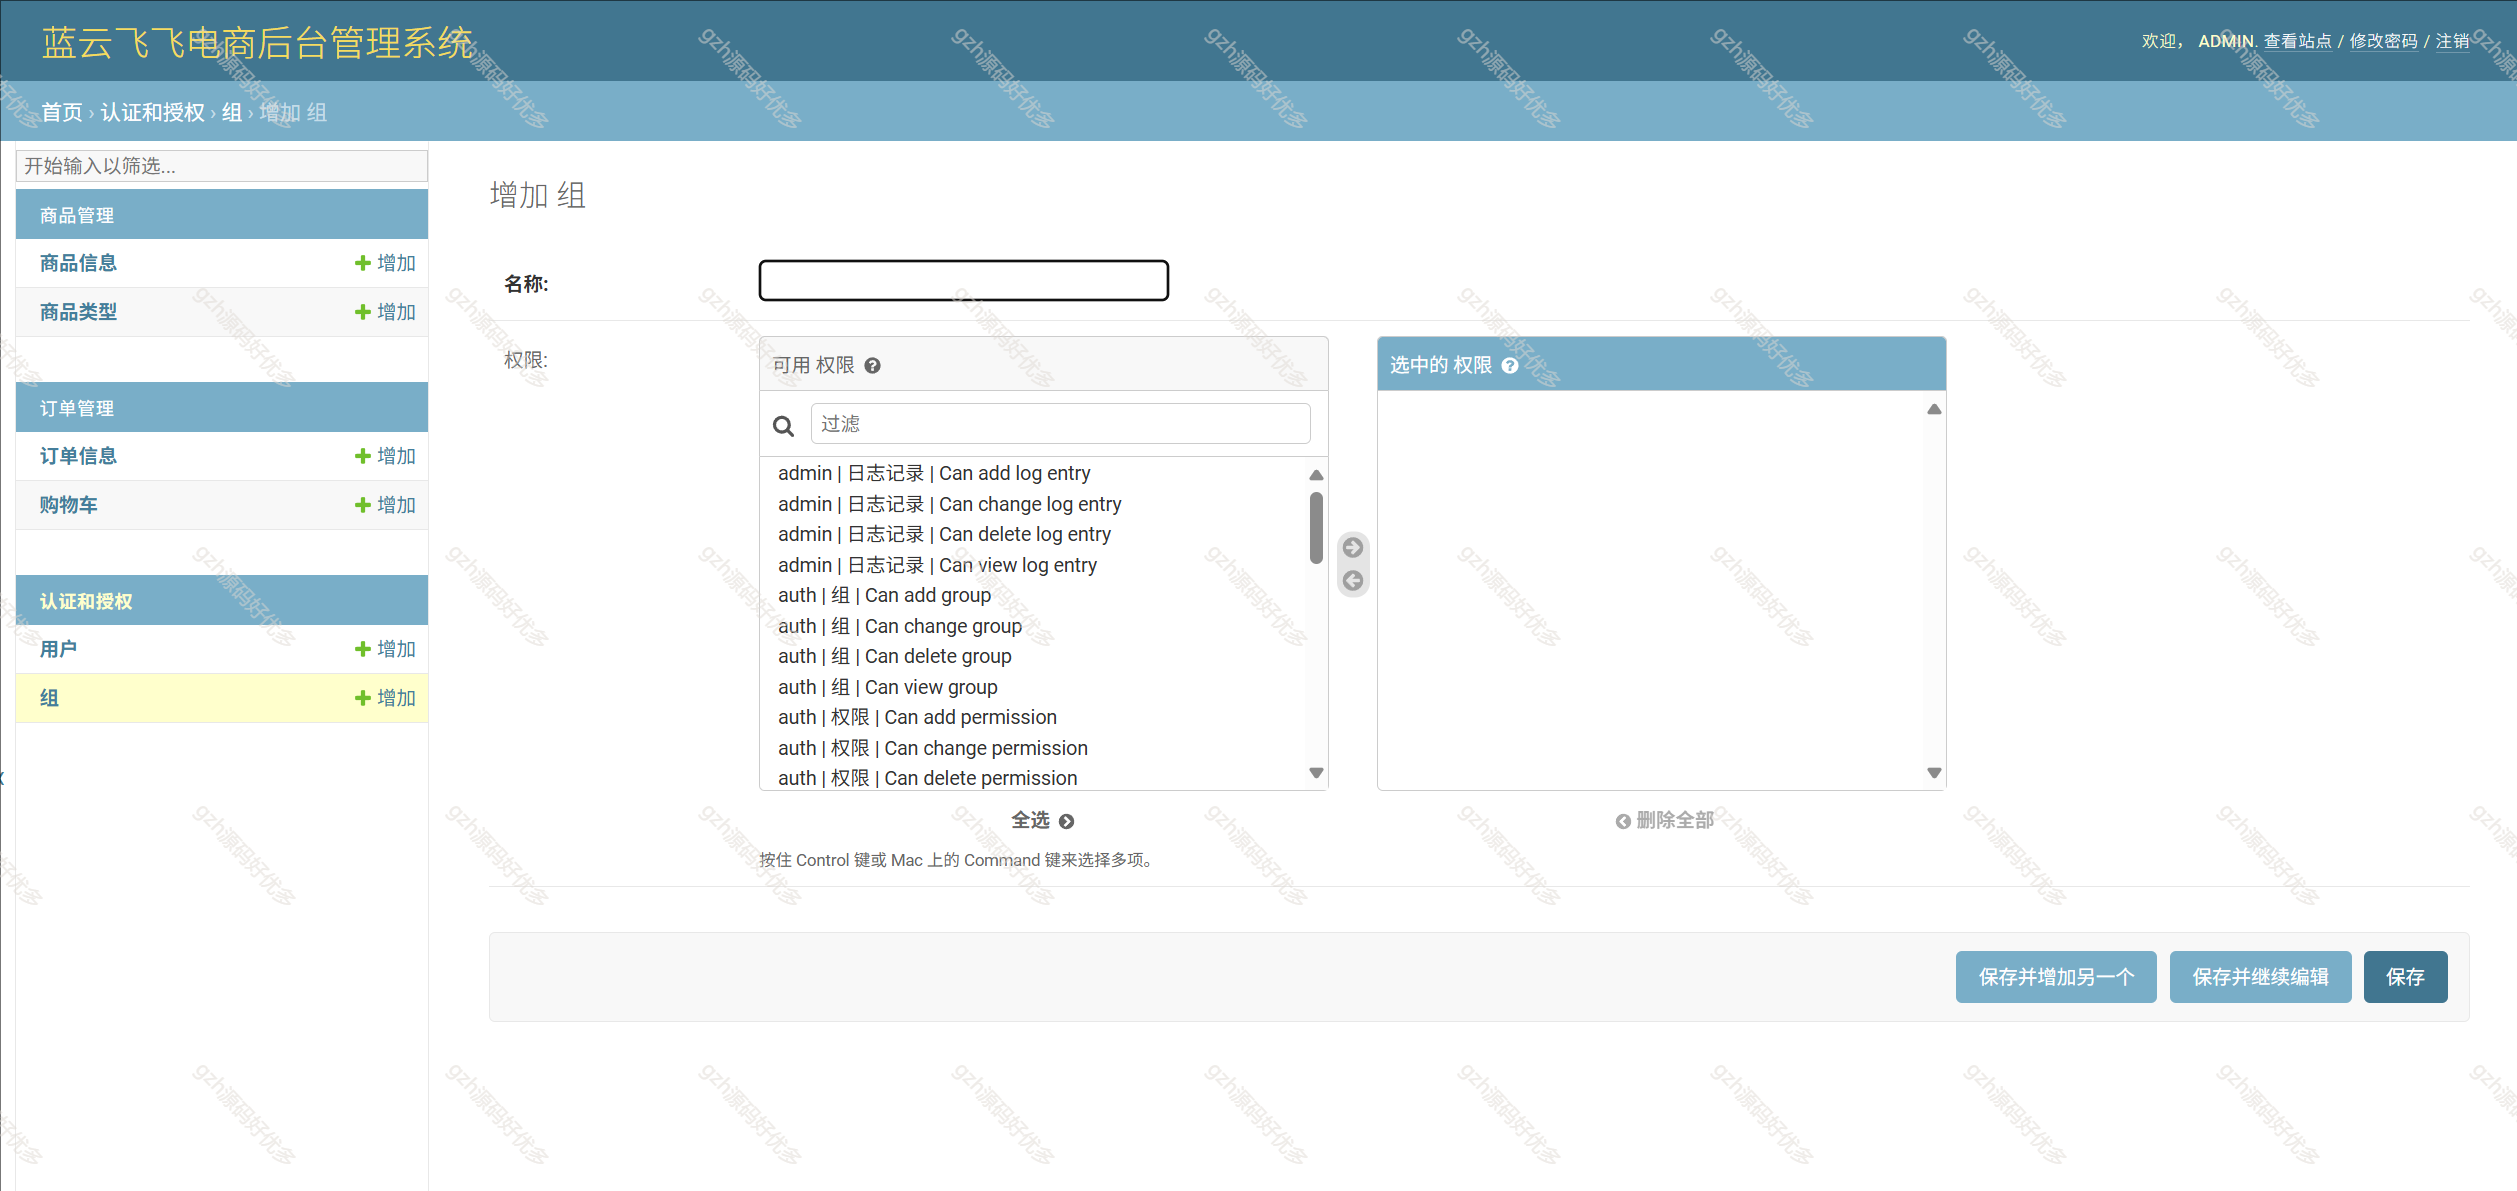 蓝云飞飞电商后台管理系统
欢迎， ADMIN. 查看站点 / 修改密码 / 注销
首页 › 认证和授权 › 组 › 增加 组
开始输入以筛选...
商品管理
商品信息 增加
商品类型 增加
订单管理
订单信息 增加
购物车 增加
认证和授权
用户 增加
组 增加
增加 组
名称:
权限:
可用 权限
过滤
admin | 日志记录 | Can add log entry
admin | 日志记录 | Can change log entry
admin | 日志记录 | Can delete log entry
admin | 日志记录 | Can view log entry
auth | 组 | Can add group
auth | 组 | Can change group
auth | 组 | Can delete group
auth | 组 | Can view group
auth | 权限 | Can add permission
auth | 权限 | Can change permission
auth | 权限 | Can delete permission
全选
按住 Control 键或 Mac 上的 Command 键来选择多项。
选中的 权限
删除全部
保存并增加另一个
保存并继续编辑
保存
gzh源码好优多